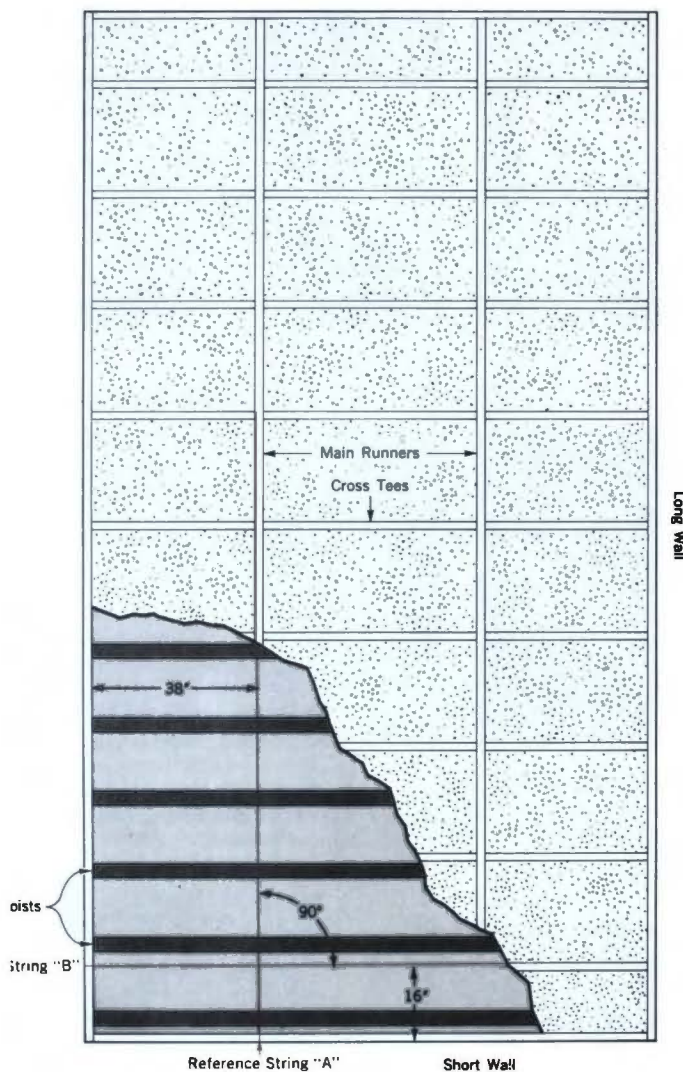 Main Runners
Cross Tees
Long Wall
38"
90°
oists
String "B"
16"
Reference String "A"
Short Wall